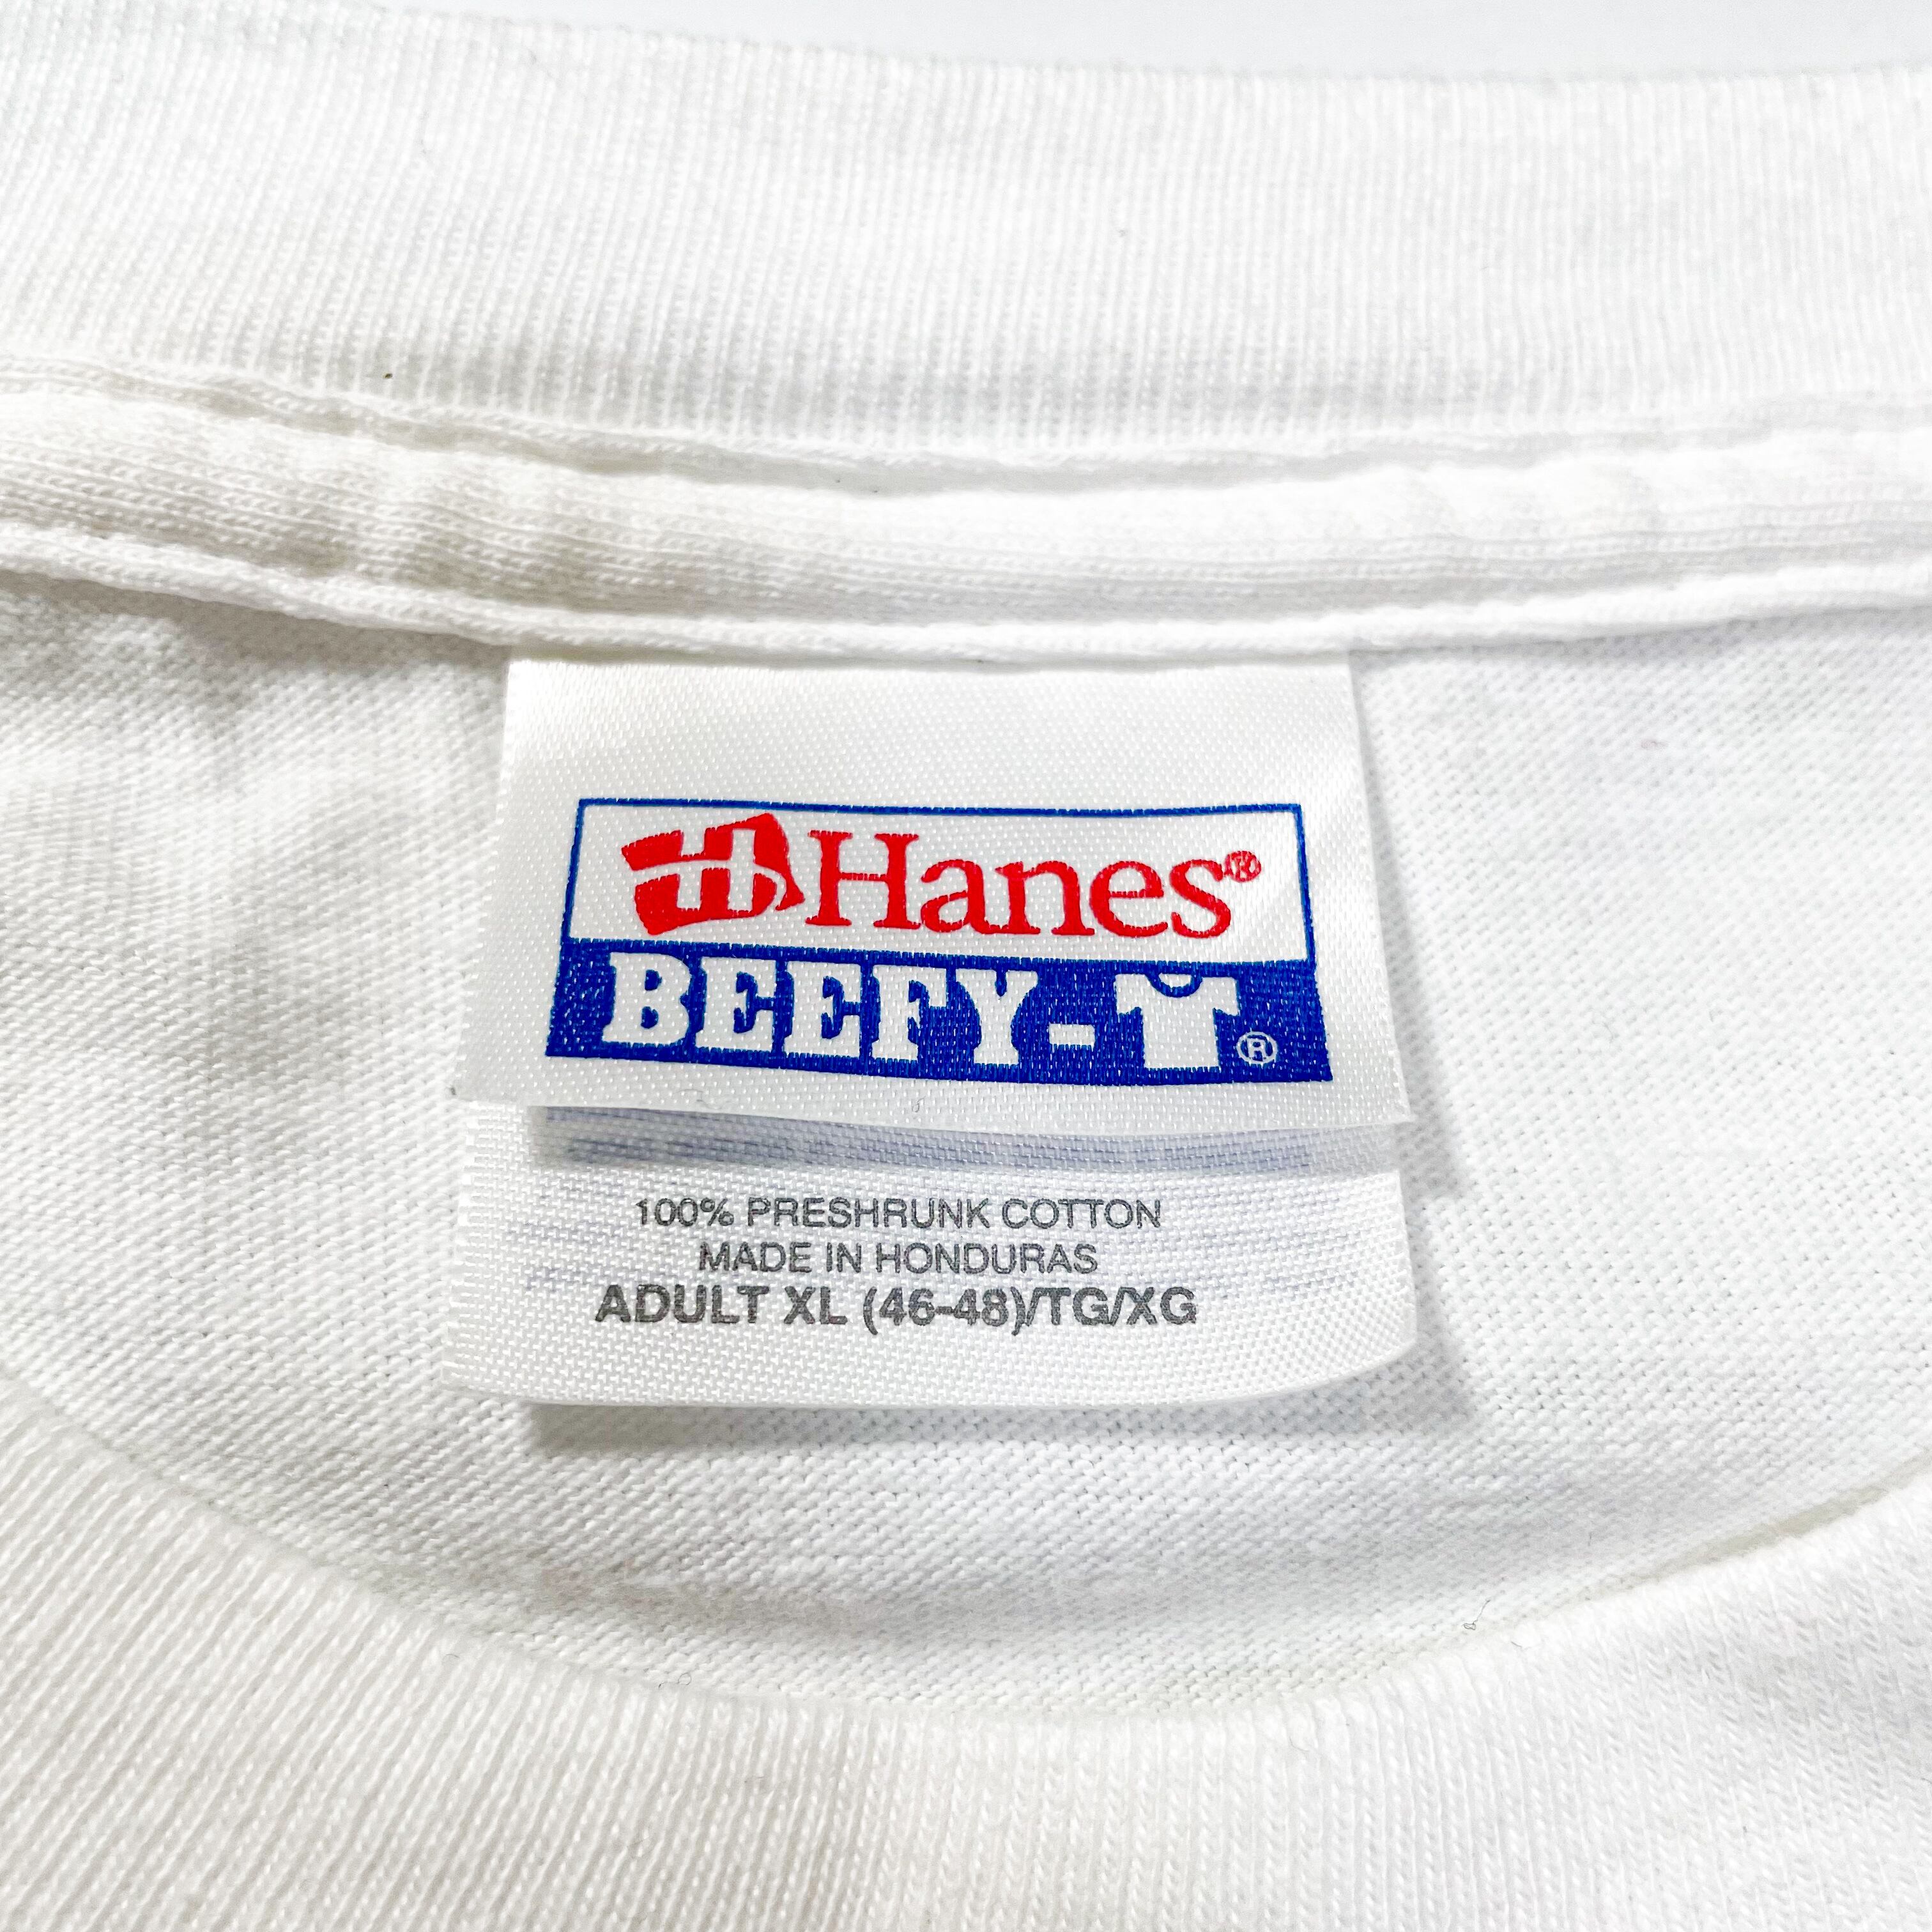 Hanes®
BEEFY-T®
100% PRESHRUNK COTTON
MADE IN HONDURAS
ADULT XL (46-48)/TG/XG